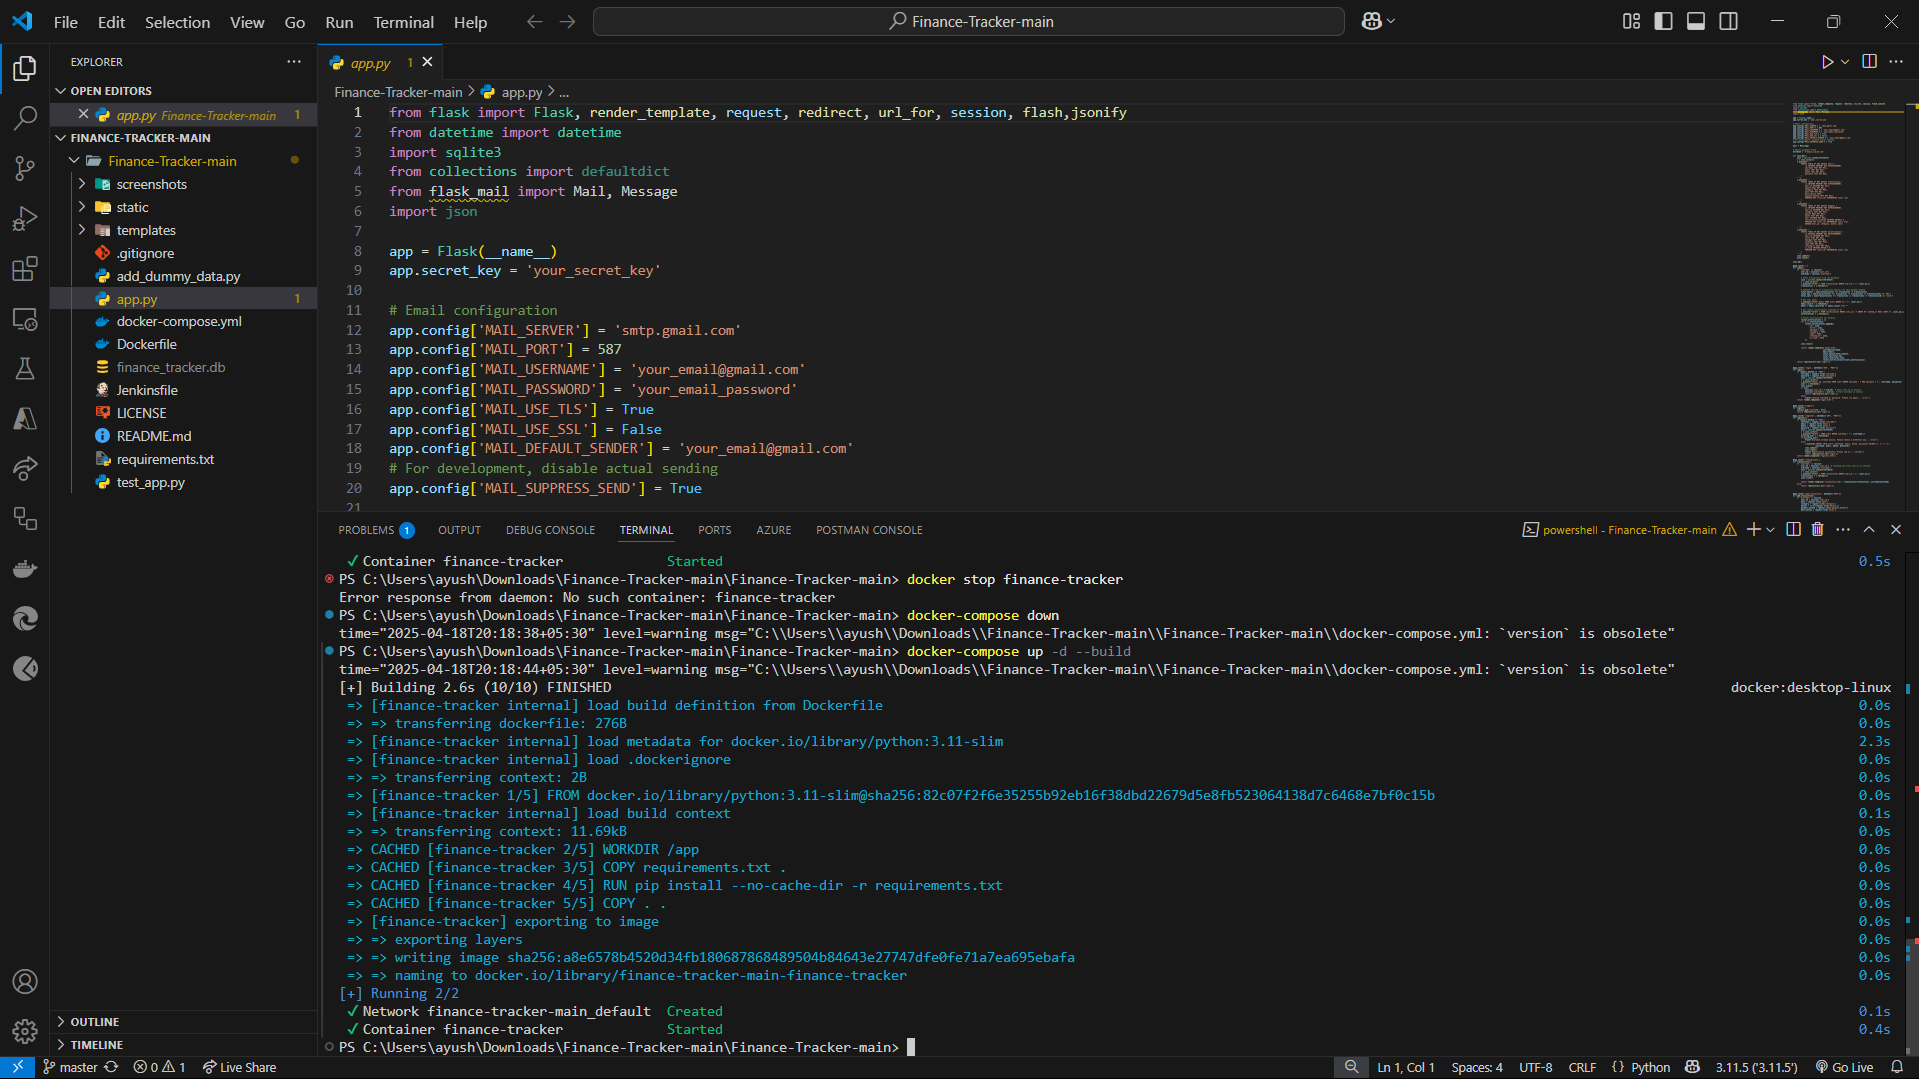 File Edit Selection View Go Run Terminal Help
Finance-Tracker-main
EXPLORER
OPEN EDITORS
app.py Finance-Tracker-main 1
FINANCE-TRACKER-MAIN
Finance-Tracker-main
screenshots
static
templates
.gitignore
add_dummy_data.py
app.py 1
docker-compose.yml
Dockerfile
finance_tracker.db
Jenkinsfile
LICENSE
README.md
requirements.txt
test_app.py
OUTLINE
TIMELINE
app.py 1
Finance-Tracker-main > app.py > ...
1 from flask import Flask, render_template, request, redirect, url_for, session, flash,jsonify
2 from datetime import datetime
3 import sqlite3
4 from collections import defaultdict
5 from flask_mail import Mail, Message
6 import json
7
8 app = Flask(__name__)
9 app.secret_key = 'your_secret_key'
10
11 # Email configuration
12 app.config['MAIL_SERVER'] = 'smtp.gmail.com'
13 app.config['MAIL_PORT'] = 587
14 app.config['MAIL_USERNAME'] = 'your_email@gmail.com'
15 app.config['MAIL_PASSWORD'] = 'your_email_password'
16 app.config['MAIL_USE_TLS'] = True
17 app.config['MAIL_USE_SSL'] = False
18 app.config['MAIL_DEFAULT_SENDER'] = 'your_email@gmail.com'
19 # For development, disable actual sending
20 app.config['MAIL_SUPPRESS_SEND'] = True
21
PROBLEMS 1 OUTPUT DEBUG CONSOLE TERMINAL PORTS AZURE POSTMAN CONSOLE
powershell - Finance-Tracker-main
✓ Container finance-tracker Started 0.5s
PS C:\Users\ayush\Downloads\Finance-Tracker-main\Finance-Tracker-main> docker stop finance-tracker
Error response from daemon: No such container: finance-tracker
PS C:\Users\ayush\Downloads\Finance-Tracker-main\Finance-Tracker-main> docker-compose down
time="2025-04-18T20:18:38+05:30" level=warning msg="C:\\Users\\ayush\\Downloads\\Finance-Tracker-main\\Finance-Tracker-main\\docker-compose.yml: `version` is obsolete"
PS C:\Users\ayush\Downloads\Finance-Tracker-main\Finance-Tracker-main> docker-compose up -d --build
time="2025-04-18T20:18:44+05:30" level=warning msg="C:\\Users\\ayush\\Downloads\\Finance-Tracker-main\\Finance-Tracker-main\\docker-compose.yml: `version` is obsolete"
[+] Building 2.6s (10/10) FINISHED docker:desktop-linux
=> [finance-tracker internal] load build definition from Dockerfile 0.0s
=> => transferring dockerfile: 276B 0.0s
=> [finance-tracker internal] load metadata for docker.io/library/python:3.11-slim 2.3s
=> [finance-tracker internal] load .dockerignore 0.0s
=> => transferring context: 2B 0.0s
=> [finance-tracker 1/5] FROM docker.io/library/python:3.11-slim@sha256:82c07f2f6e35255b92eb16f38dbd22679d5e8fb523064138d7c6468e7bf0c15b 0.0s
=> [finance-tracker internal] load build context 0.1s
=> => transferring context: 11.69kB 0.0s
=> CACHED [finance-tracker 2/5] WORKDIR /app 0.0s
=> CACHED [finance-tracker 3/5] COPY requirements.txt . 0.0s
=> CACHED [finance-tracker 4/5] RUN pip install --no-cache-dir -r requirements.txt 0.0s
=> CACHED [finance-tracker 5/5] COPY . . 0.0s
=> [finance-tracker] exporting to image 0.0s
=> => exporting layers 0.0s
=> => writing image sha256:a8e6578b4520d34fb180687868489504b84643e27747dfe0fe71a7ea695ebafa 0.0s
=> => naming to docker.io/library/finance-tracker-main-finance-tracker 0.0s
[+] Running 2/2
✓ Network finance-tracker-main_default Created 0.1s
✓ Container finance-tracker Started 0.4s
PS C:\Users\ayush\Downloads\Finance-Tracker-main\Finance-Tracker-main>
master 0 1 Live Share Ln 1, Col 1 Spaces: 4 UTF-8 CRLF {} Python 3.11.5 ('3.11.5') Go Live